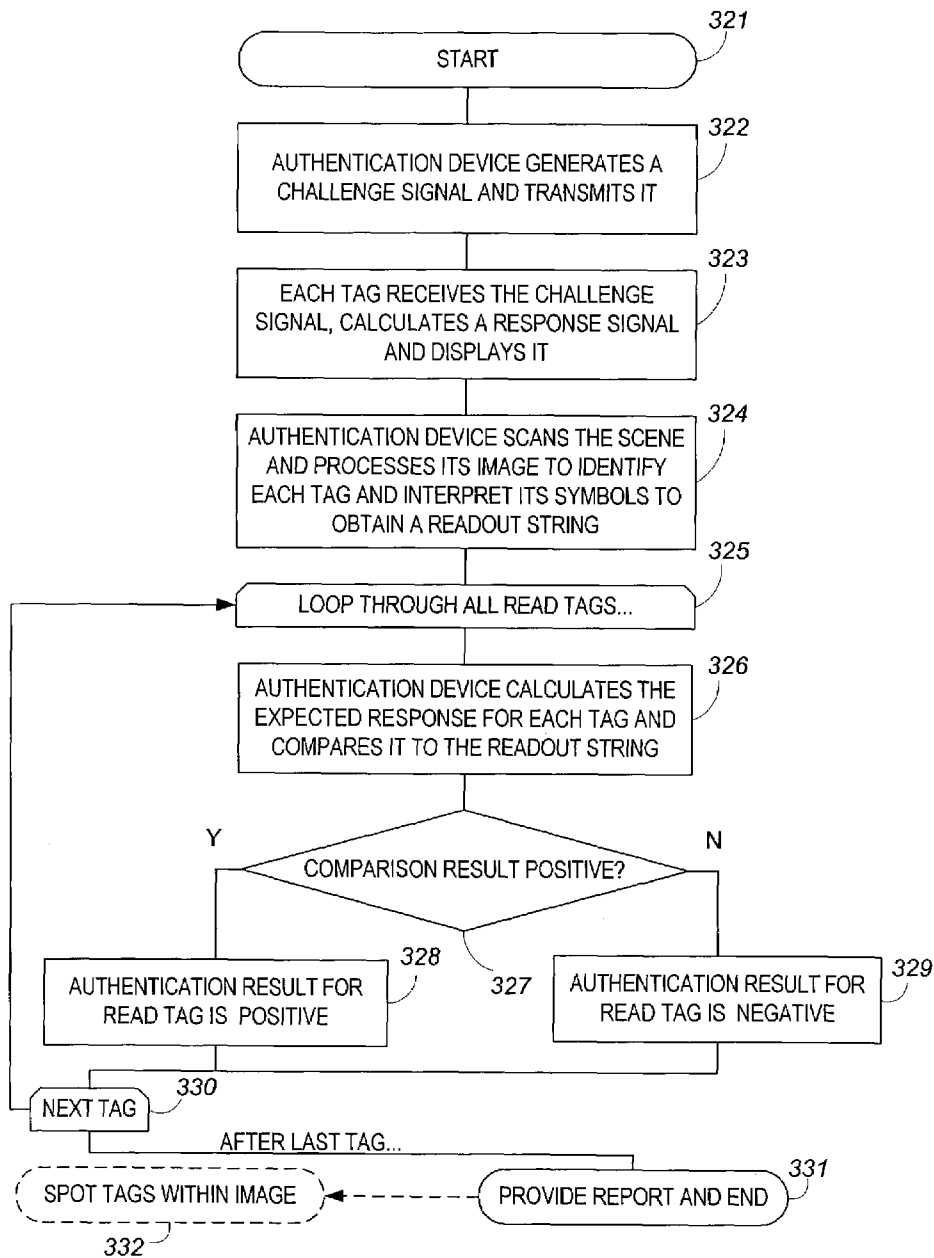 321
START
322
AUTHENTICATION DEVICE GENERATES A
CHALLENGE SIGNAL AND TRANSMITS IT
323
EACH TAG RECEIVES THE CHALLENGE
SIGNAL, CALCULATES A RESPONSE SIGNAL
AND DISPLAYS IT
324
AUTHENTICATION DEVICE SCANS THE SCENE
AND PROCESSES ITS IMAGE TO IDENTIFY
EACH TAG AND INTERPRET ITS SYMBOLS TO
OBTAIN A READOUT STRING
325
LOOP THROUGH ALL READ TAGS...
326
AUTHENTICATION DEVICE CALCULATES THE
EXPECTED RESPONSE FOR EACH TAG AND
COMPARES IT TO THE READOUT STRING
Y
N
COMPARISON RESULT POSITIVE?
327
328
AUTHENTICATION RESULT FOR
READ TAG IS POSITIVE
329
AUTHENTICATION RESULT FOR
READ TAG IS NEGATIVE
330
NEXT TAG
AFTER LAST TAG...
331
SPOT TAGS WITHIN IMAGE
PROVIDE REPORT AND END
332